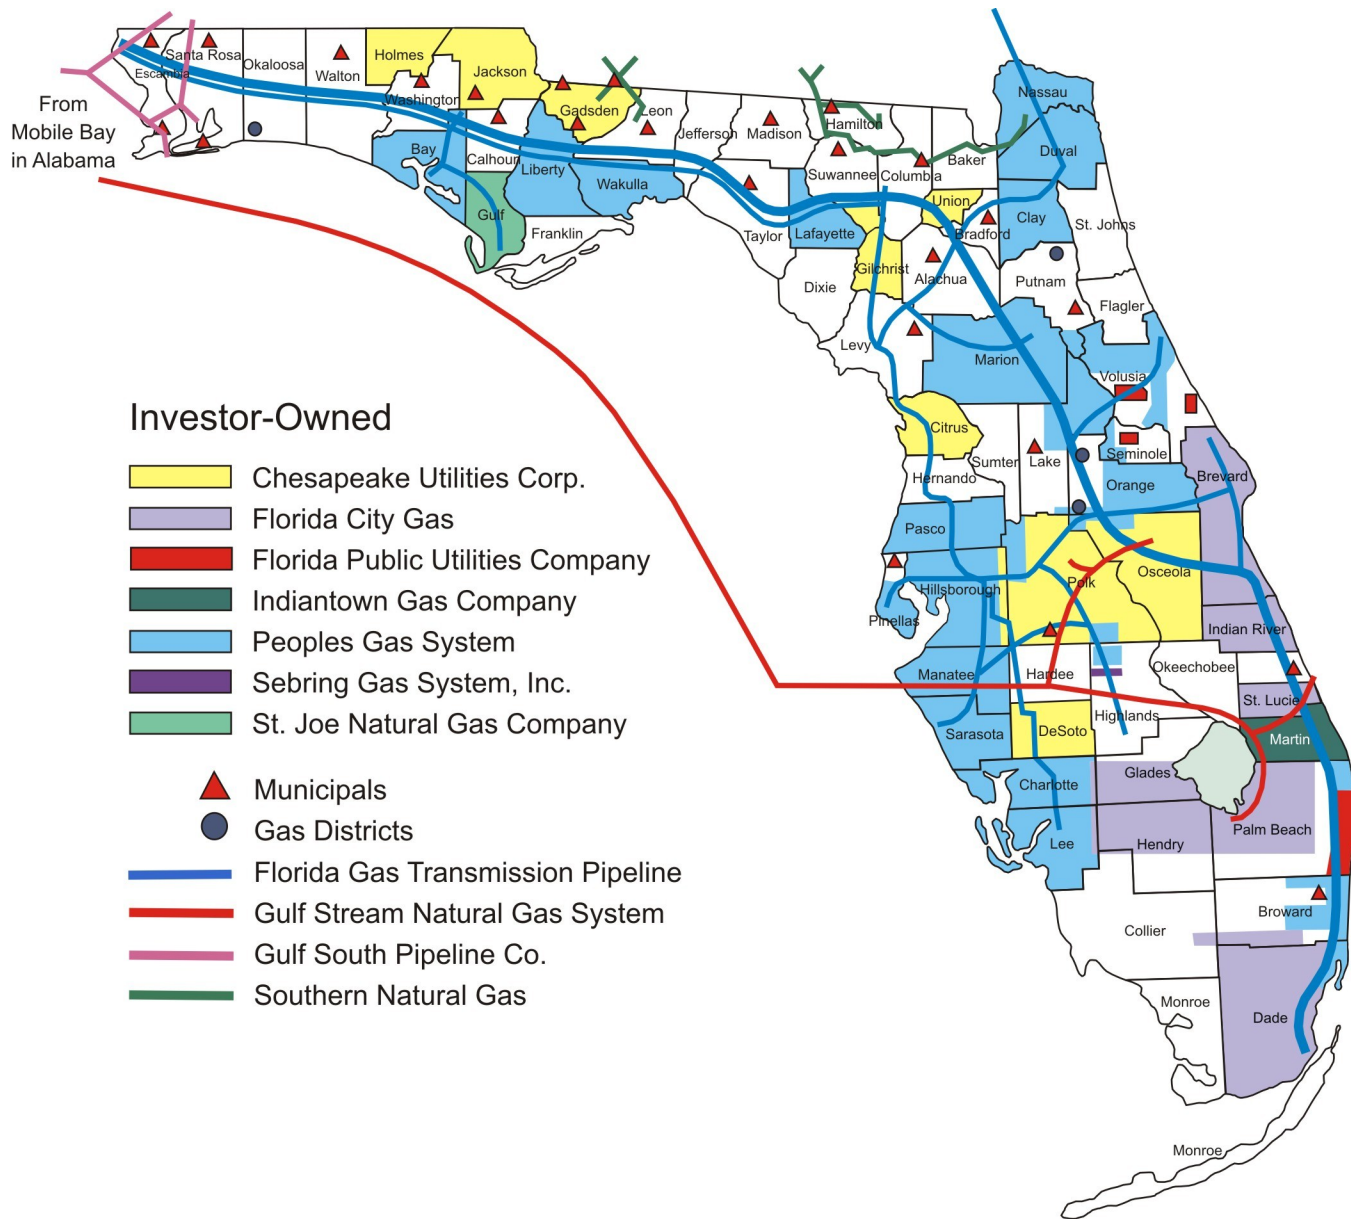 From
Mobile Bay
in Alabama
Escambia
Santa Rosa
Okaloosa
Walton
Holmes
Washington
Jackson
Bay
Calhoun
Gulf
Gadsden
Liberty
Franklin
Leon
Wakulla
Jefferson
Madison
Taylor
Hamilton
Suwannee
Lafayette
Dixie
Columbia
Gilchrist
Levy
Baker
Union
Bradford
Alachua
Nassau
Duval
Clay
St. Johns
Putnam
Flagler
Marion
Volusia
Citrus
Hernando
Sumter
Lake
Seminole
Orange
Brevard
Pasco
Hillsborough
Pinellas
Polk
Osceola
Indian River
Manatee
Hardee
Okeechobee
St. Lucie
Sarasota
DeSoto
Highlands
Martin
Charlotte
Glades
Lee
Hendry
Palm Beach
Collier
Broward
Monroe
Dade
Monroe
Investor-Owned
Chesapeake Utilities Corp.
Florida City Gas
Florida Public Utilities Company
Indiantown Gas Company
Peoples Gas System
Sebring Gas System, Inc.
St. Joe Natural Gas Company
Municipals
Gas Districts
Florida Gas Transmission Pipeline
Gulf Stream Natural Gas System
Gulf South Pipeline Co.
Southern Natural Gas